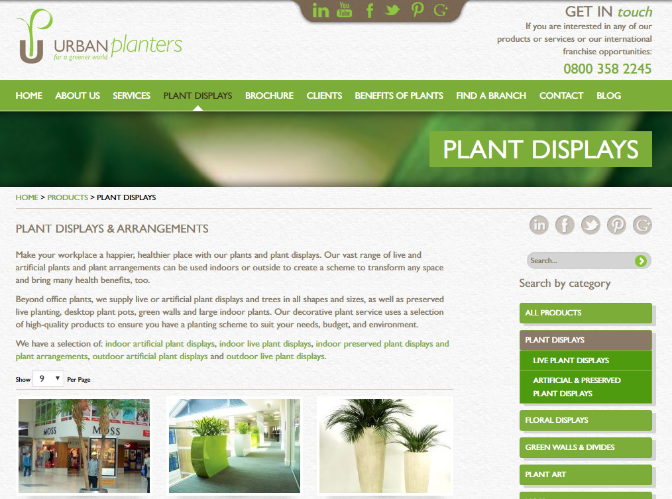 URBAN planters
for a greener world
GET IN touch
If you are interested in any of our
products or services or our international
franchise opportunities:
0800 358 2245
HOME ABOUT US SERVICES PLANT DISPLAYS BROCHURE CLIENTS BENEFITS OF PLANTS FIND A BRANCH CONTACT BLOG
PLANT DISPLAYS
HOME > PRODUCTS > PLANT DISPLAYS
PLANT DISPLAYS & ARRANGEMENTS
Make your workplace a happier, healthier place with our plants and plant displays. Our vast range of live and
artificial plants and plant arrangements can be used indoors or outside to create a scheme to transform any space
and bring many health benefits, too.
Beyond office plants, we supply live or artificial plant displays and trees in all shapes and sizes, as well as preserved
live planting, desktop plant pots, green walls and large indoor plants. Our decorative plant service uses a selection
of high-quality products to ensure you have a planting scheme to suit your needs, budget, and environment.
We have a selection of: indoor artificial plant displays, indoor live plant displays, indoor preserved plant displays and
plant arrangements, outdoor artificial plant displays and outdoor live plant displays.
Show 9 Per Page
MOSS MOSS
Search...
Search by category
ALL PRODUCTS
PLANT DISPLAYS
LIVE PLANT DISPLAYS
ARTIFICIAL & PRESERVED
PLANT DISPLAYS
FLORAL DISPLAYS
GREEN WALLS & DIVIDES
PLANT ART